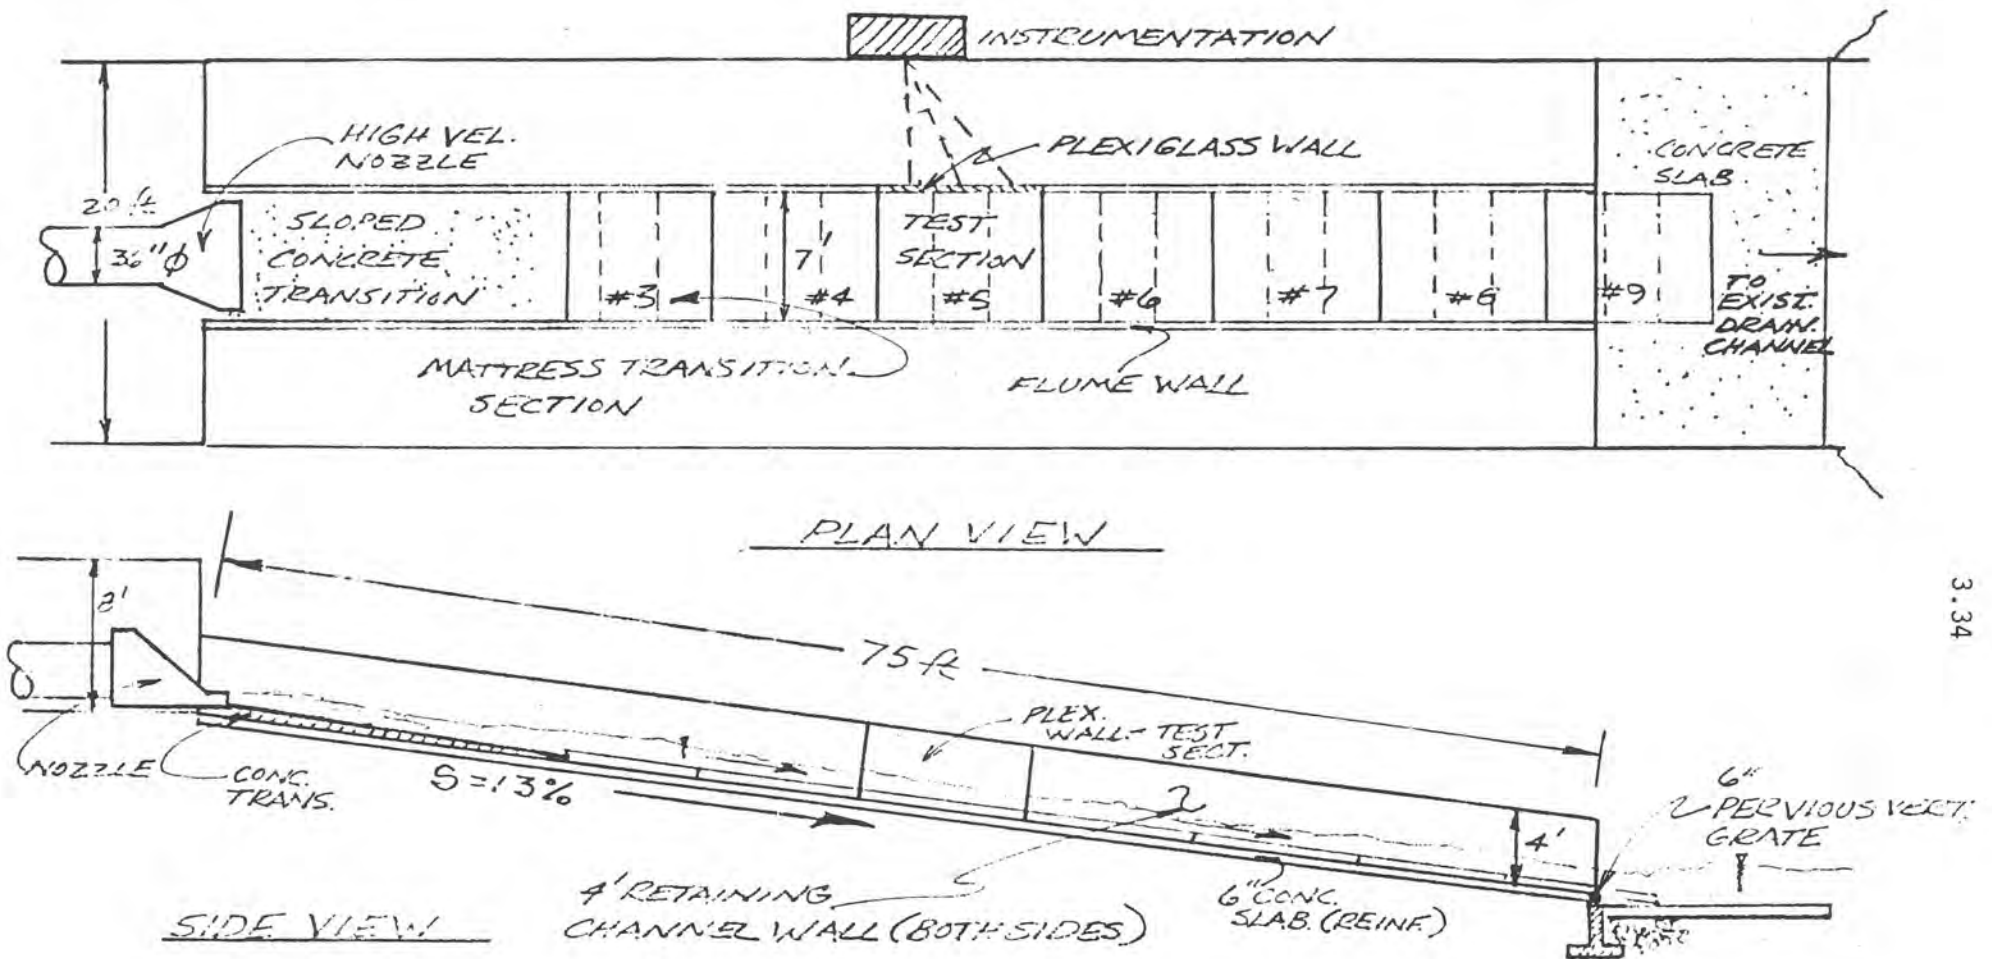 INSTRUMENTATION
HIGH VEL.
NOZZLE
PLEXIGLASS WALL
CONCRETE
SLAB
20 ft
36" φ
SLOPED
CONCRETE
TRANSITION
7'
TEST
SECTION
#3
#4
#5
#6
#7
#8
#9
TO
EXIST.
DRAIN.
CHANNEL
MATTRESS TRANSITION
SECTION
FLUME WALL
PLAN VIEW
8'
75 ft
3.34
PLEX.
WALL - TEST
SECT.
NOZZLE
CONC.
TRANS.
S=13%
6"
PERVIOUS VERT.
GRATE
4'
4' RETAINING
CHANNEL WALL (BOTH SIDES)
6" CONC.
SLAB. (REINF.)
SIDE VIEW